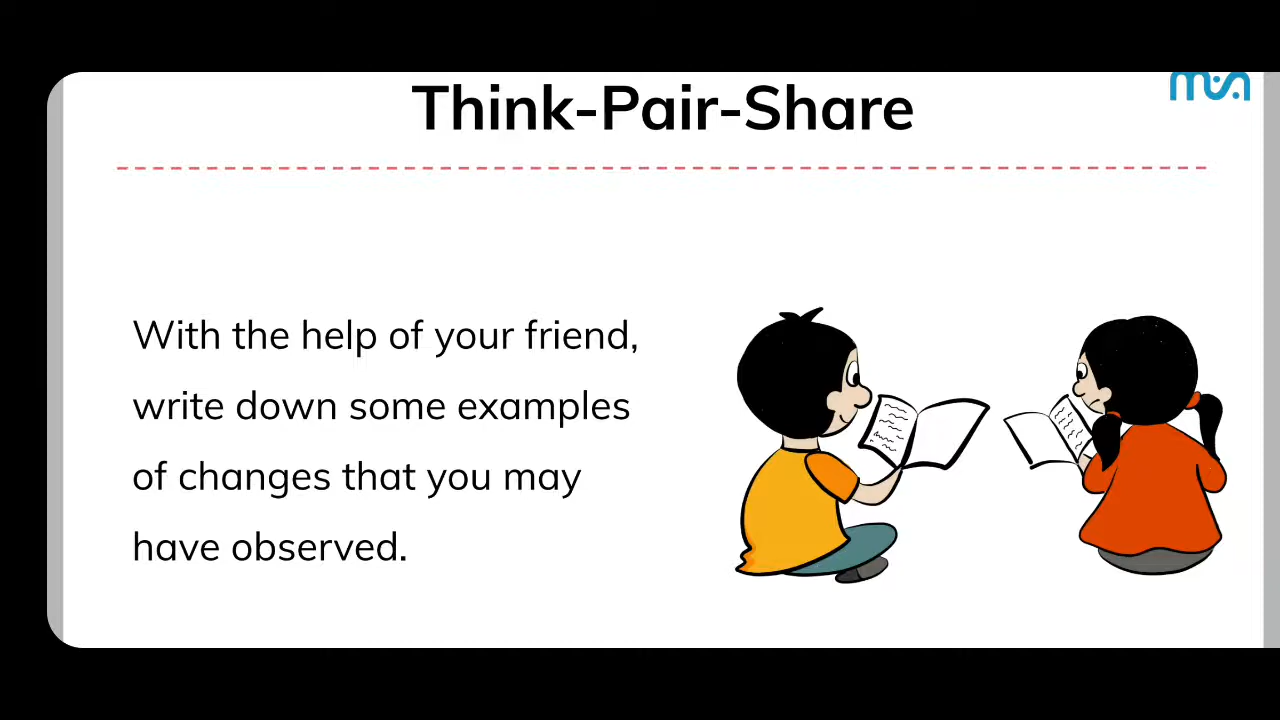 Think-Pair-Share
With the help of your friend,
write down some examples
of changes that you may
have observed.